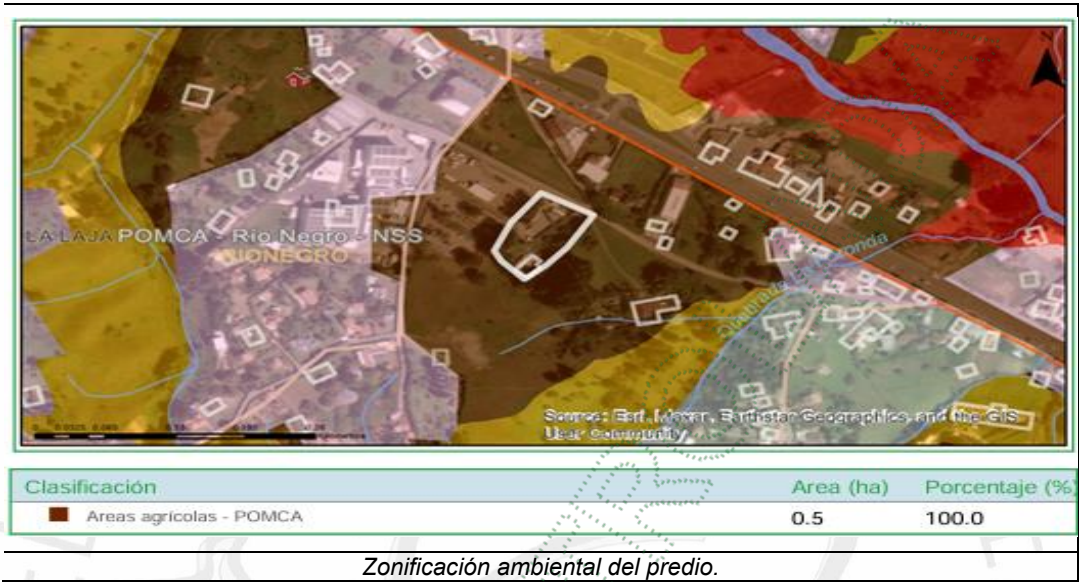 LA LAJA POMCA - Rio Negro - NSS
RIONEGRO
Source: Esri, Maxar, Earthstar Geographics, and the GIS
User Community
Clasificación Area (ha) Porcentaje (%)
Areas agrícolas - POMCA 0.5 100.0
Zonificación ambiental del predio.